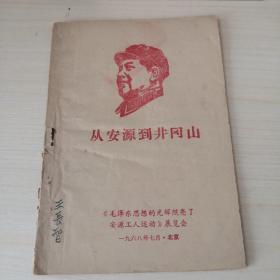 从安源到井冈山
《毛泽东思想的光辉照亮了
安源工人运动》展览会
一九六八年七月·北京